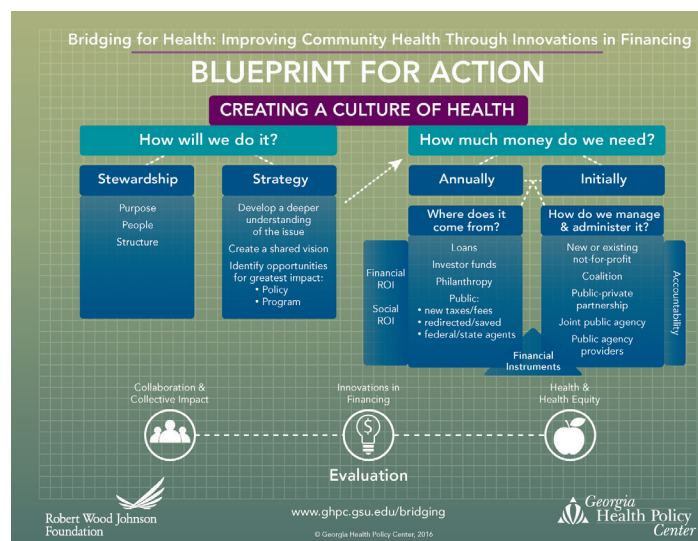 Bridging for Health: Improving Community Health Through Innovations in Financing
BLUEPRINT FOR ACTION
CREATING A CULTURE OF HEALTH
How will we do it?
Stewardship
Purpose
People
Structure
Strategy
Develop a deeper
understanding
of the issue
Create a shared vision
Identify opportunities
for greatest impact:
• Policy
• Program
How much money do we need?
Annually
Initially
Where does it
come from?
Loans
Investor funds
Philanthropy
Public:
• new taxes/fees
• redirected/saved
• federal/state agents
How do we manage
& administer it?
New or existing
not-for-profit
Coalition
Public-private
partnership
Joint public agency
Public agency
providers
Financial
ROI
Social
ROI
Accountability
Financial
Instruments
Collaboration &
Collective Impact
Innovations in
Financing
Health &
Health Equity
$
Evaluation
Robert Wood Johnson
Foundation
www.ghpc.gsu.edu/bridging
© Georgia Health Policy Center, 2016
Georgia
Health Policy
Center